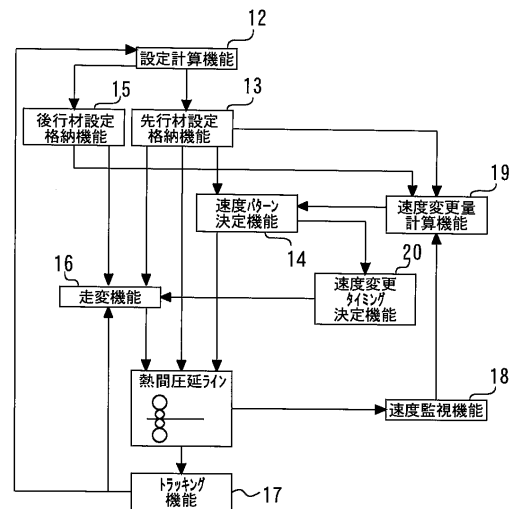 12
設定計算機能
15
後行材設定
格納機能
13
先行材設定
格納機能
19
速度変更量
計算機能
速度パターン
決定機能
14
20
速度変更
タイミング
決定機能
16
走変機能
熱間圧延ライン
18
速度監視機能
トラッキング
機能
17